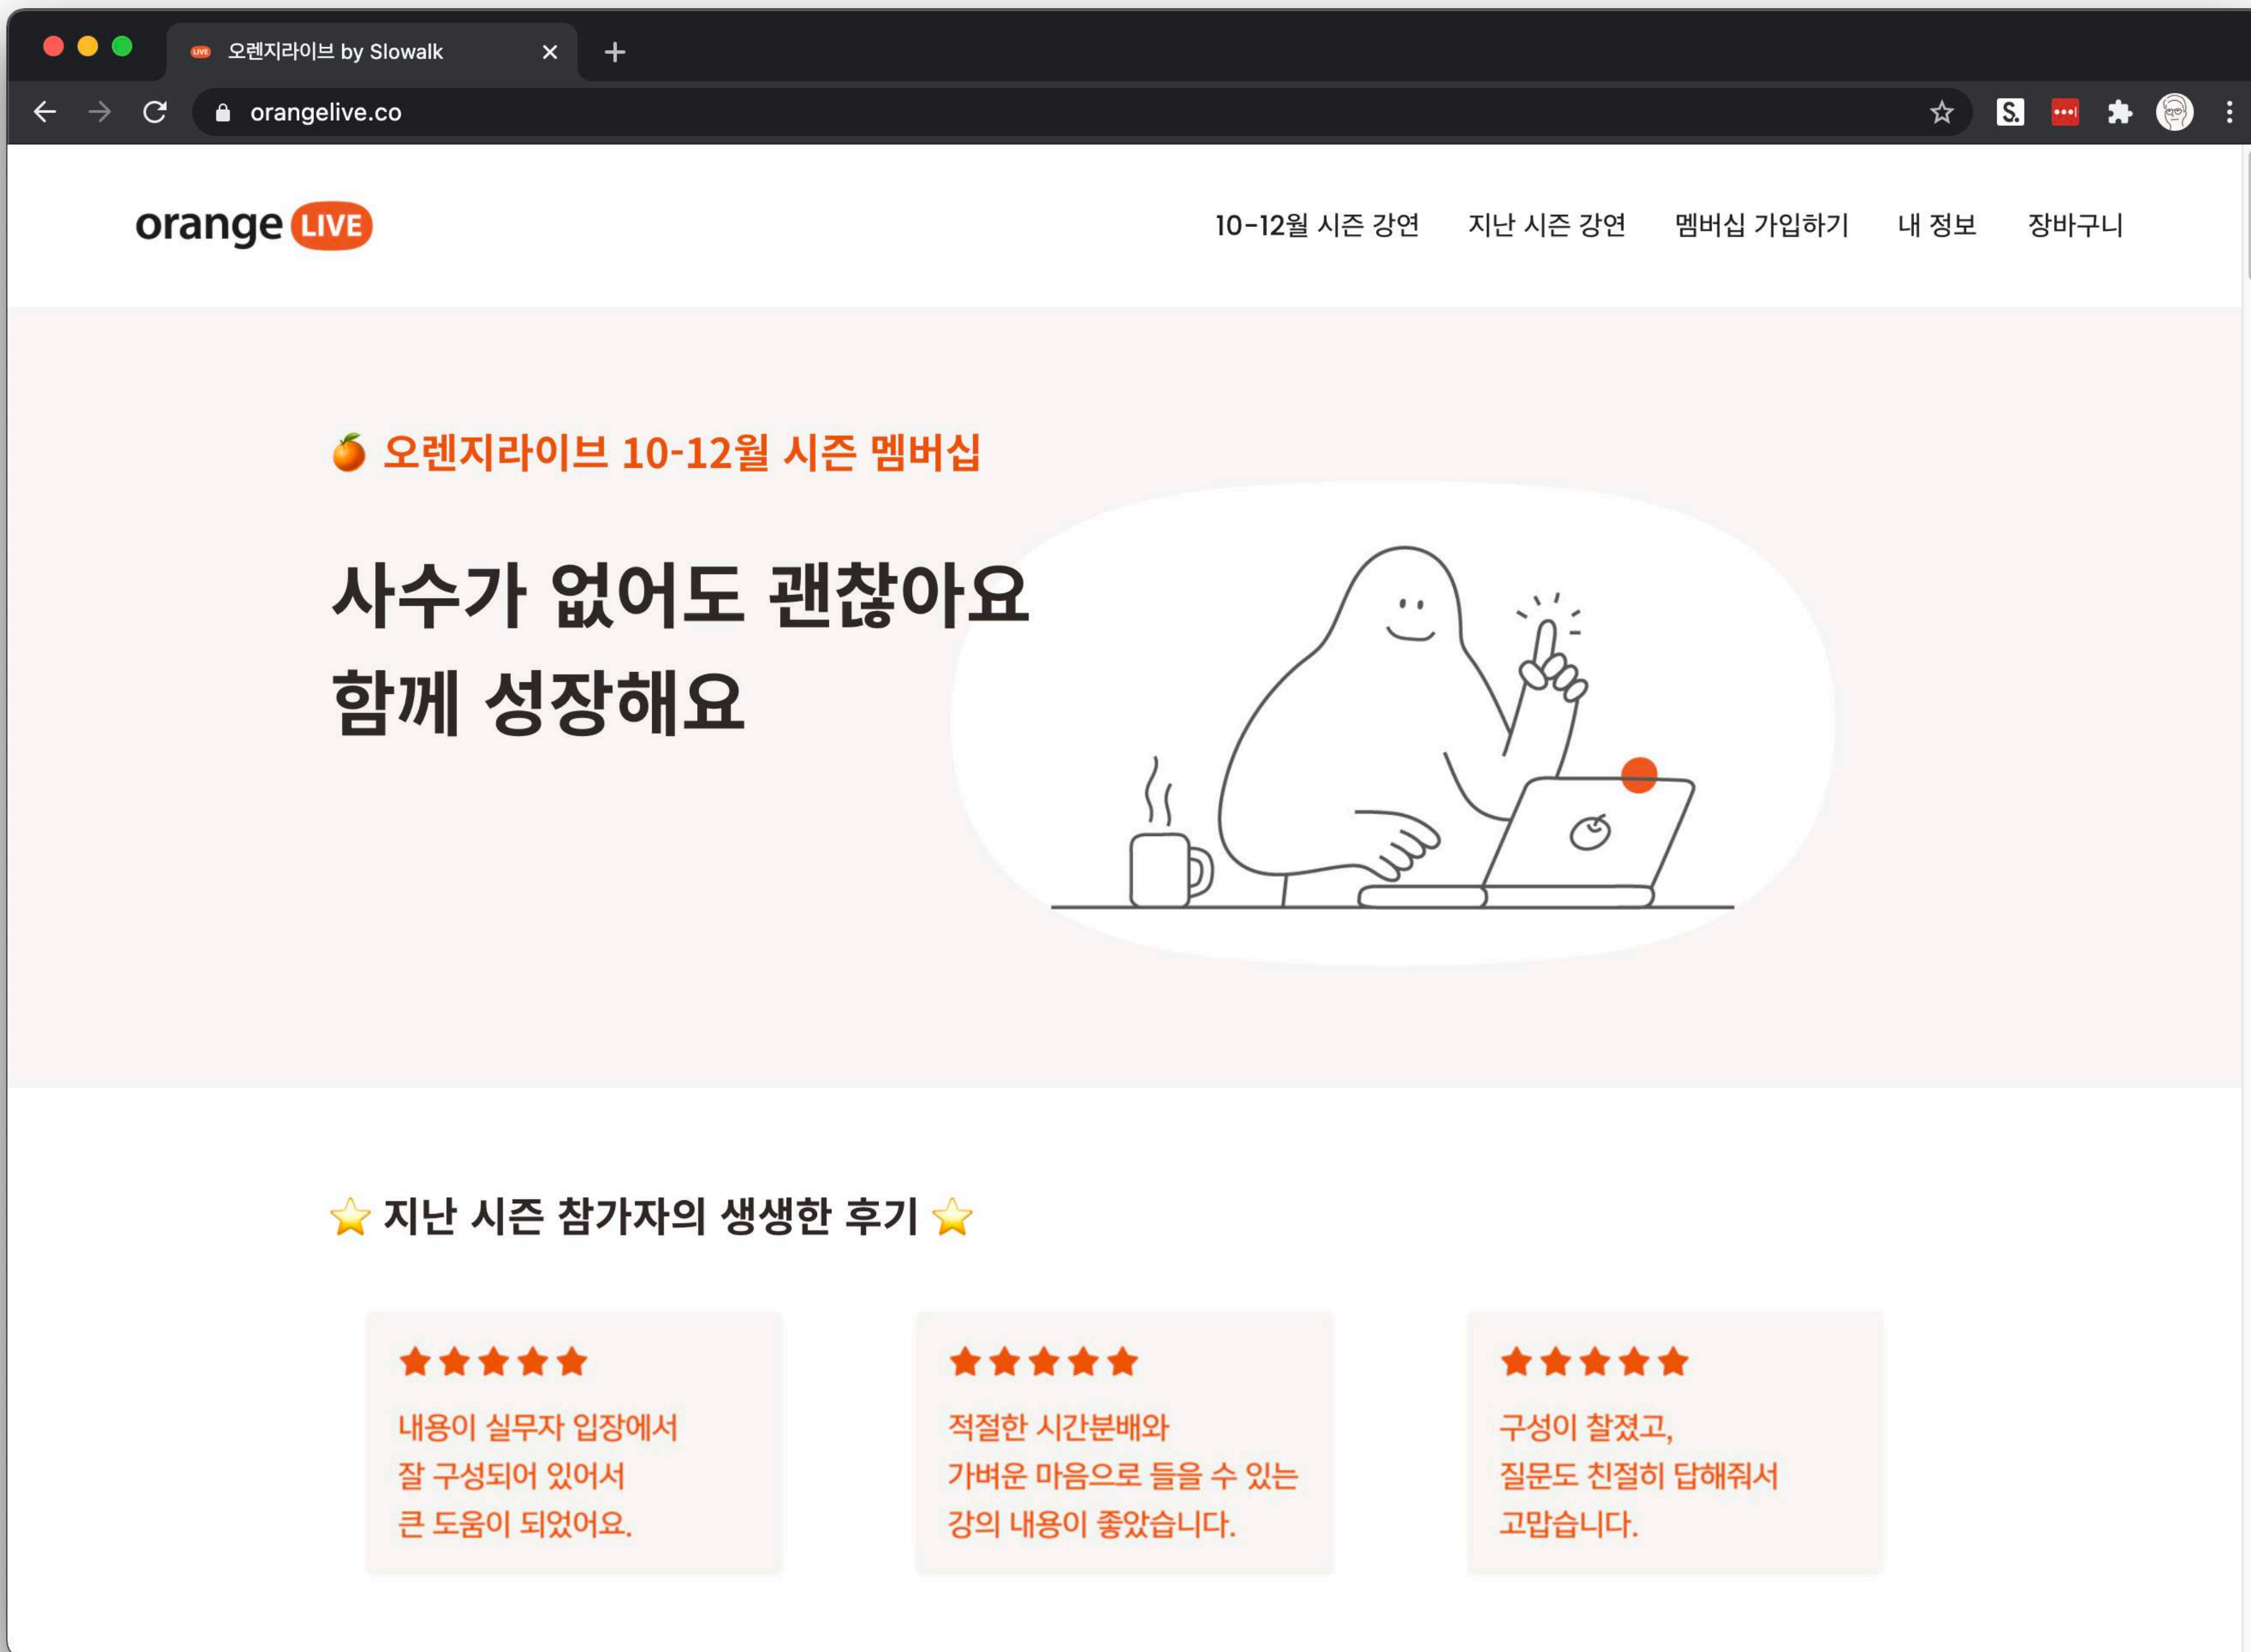 LIVE 오렌지라이브 by Slowalk
orangelive.co
S.
orange LIVE
10-12월 시즌 강연 지난 시즌 강연 멤버십 가입하기 내 정보 장바구니
🍊 오렌지라이브 10-12월 시즌 멤버십
사수가 없어도 괜찮아요
함께 성장해요
⭐ 지난 시즌 참가자의 생생한 후기 ⭐
내용이 실무자 입장에서
잘 구성되어 있어서
큰 도움이 되었어요.
적절한 시간분배와
가벼운 마음으로 들을 수 있는
강의 내용이 좋았습니다.
구성이 찰졌고,
질문도 친절히 답해줘서
고맙습니다.